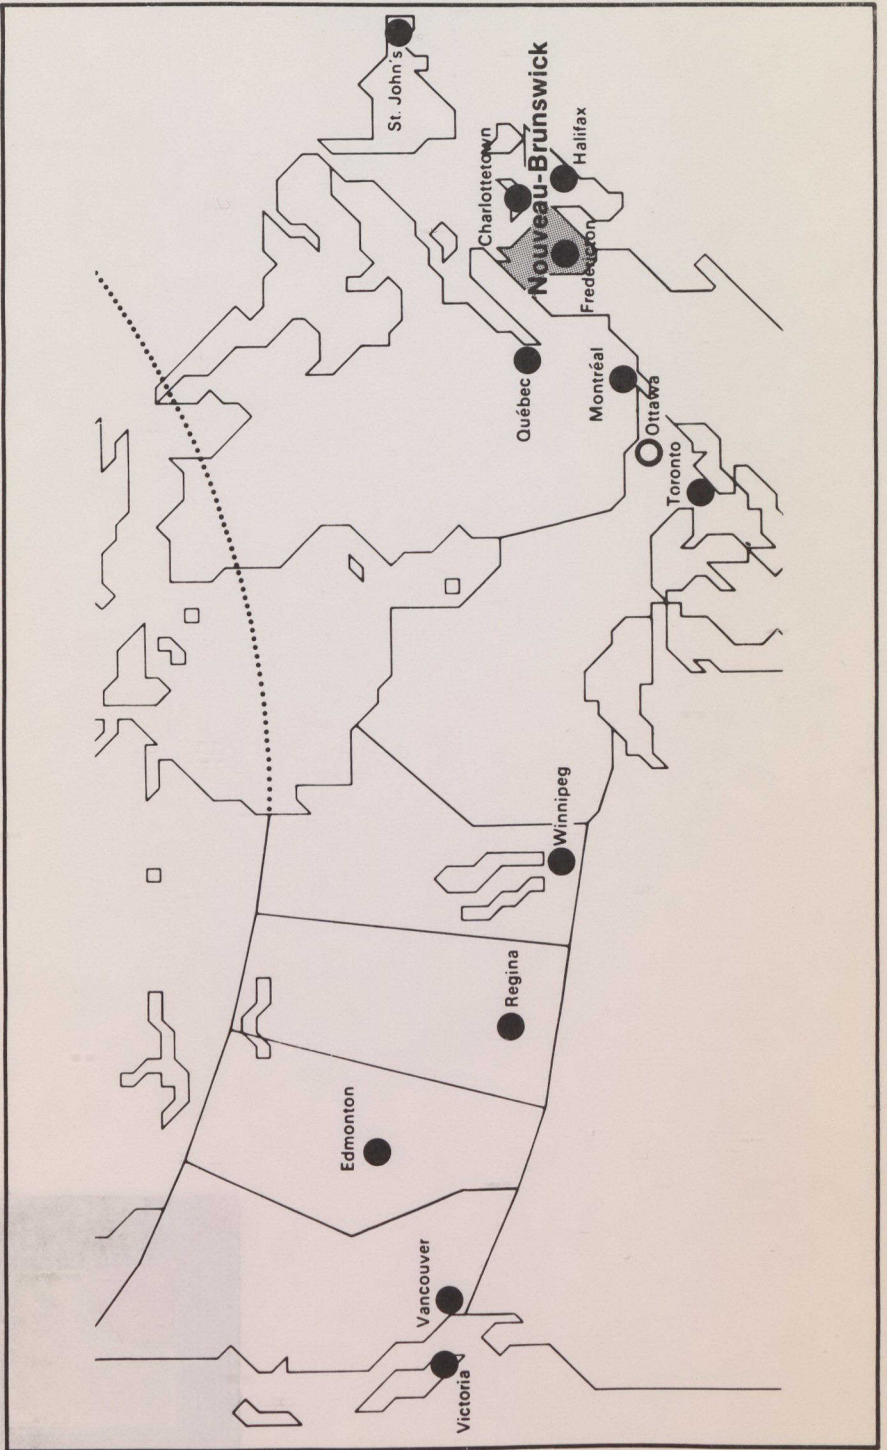 St. John's
Charlottetown
Nouveau-Brunswick
Halifax
Fredericton
Québec
Montréal
Ottawa
Toronto
Winnipeg
Regina
Edmonton
Vancouver
Victoria